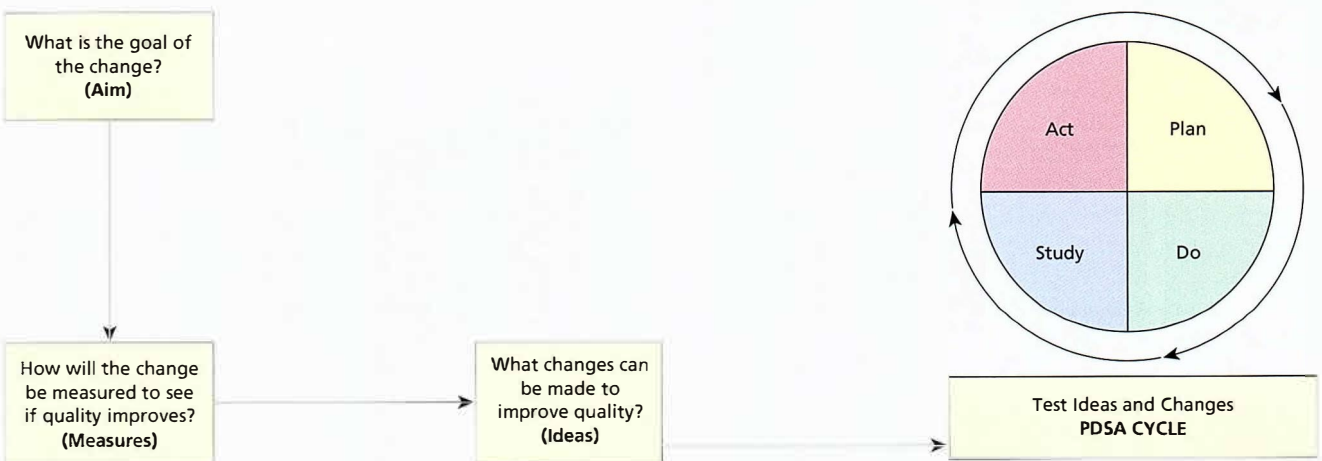 What is the goal of
the change?
(Aim)
How will the change
be measured to see
if quality improves?
(Measures)
What changes can
be made to
improve quality?
(Ideas)
Act
Plan
Study
Do
Test Ideas and Changes
PDSA CYCLE